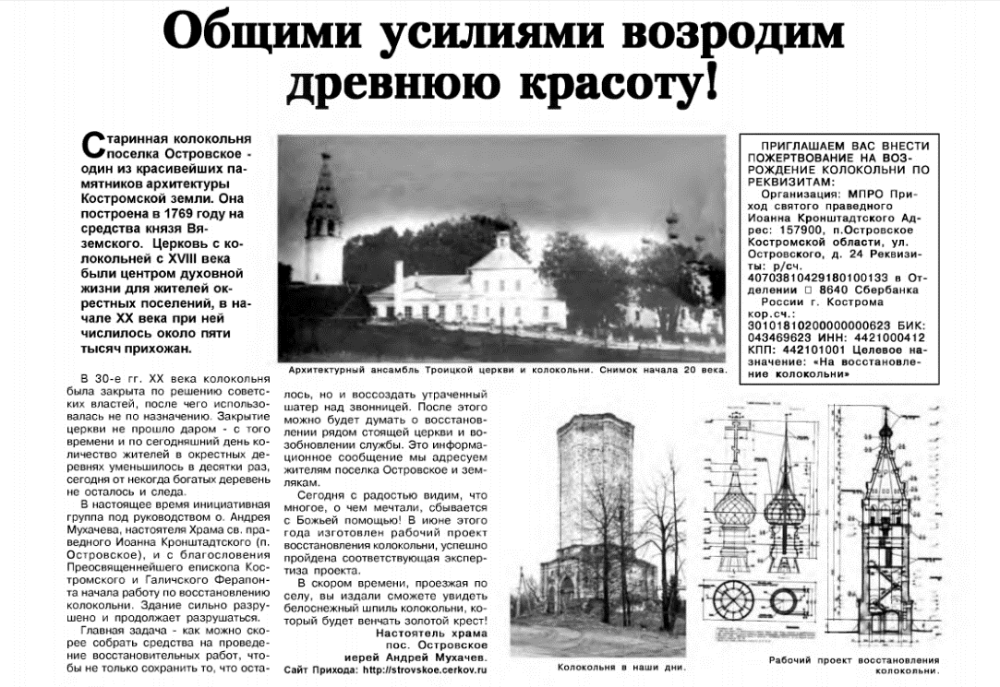 Общими усилиями возродим
древнюю красоту!
Старинная колокольня
поселка Островское -
один из красивейших па-
мятников архитектуры
Костромской земли. Она
построена в 1769 году на
средства князя Вя-
земского. Церковь с ко-
локольней с XVIII века
были центром духовной
жизни для жителей ок-
рестных поселений, в на-
чале XX века при ней
числилось около пяти
тысяч прихожан.
В 30-е гг. XX века колокольня
была закрыта по решению советс-
ких властей, после чего использо-
валась не по назначению. Закрытие
церкви не прошло даром - с того
времени и по сегодняшний день ко-
личество жителей в окрестных де-
ревнях уменьшилось в десятки раз,
сегодня от некогда богатых деревень
не осталось и следа.
В настоящее время инициативная
группа под руководством о. Андрея
Мухачева, настоятеля Храма св. пра-
ведного Иоанна Кронштадтского (п.
Островское), и с благословения
Преосвященнейшего епископа Кос-
тромского и Галичского Ферапон-
та начала работу по восстановлению
колокольни. Здание сильно разру-
шено и продолжает разрушаться.
Главная задача - как можно ско-
рее собрать средства на проведе-
ние восстановительных работ, что-
бы не только сохранить то, что оста-
лось, но и воссоздать утраченный
шатер над звонницей. После этого
можно будет думать о восстанов-
лении рядом стоящей церкви и во-
зобновлении службы. Это информа-
ционное сообщение мы адресуем
жителям поселка Островское и зем-
лякам.
Сегодня с радостью видим, что
многое, о чем мечтали, сбывается
с Божьей помощью! В июне этого
года изготовлен рабочий проект
восстановления колокольни, успешно
пройдена соответствующая экспер-
тиза проекта.
В скором времени, проезжая по
селу, вы издали сможете увидеть
белоснежный шпиль колокольни, ко-
торый будет венчать золотой крест!
Настоятель храма
пос. Островское
иерей Андрей Мухачев.
Сайт Прихода: http://strovskoe.cerkov.ru
Архитектурный ансамбль Троицкой церкви и колокольни. Снимок начала 20 века.
ПРИГЛАШАЕМ ВАС ВНЕСТИ
ПОЖЕРТВОВАНИЕ НА ВОЗ-
РОЖДЕНИЕ КОЛОКОЛЬНИ ПО
РЕКВИЗИТАМ:
Организация: МПРО При-
ход святого праведного
Иоанна Кронштадтского Ад-
рес: 157900, п.Островское
Костромской области, ул.
Островского, д. 24 Реквизи-
ты: р/сч.
40703810429180100133 в От-
делении □ 8640 Сбербанка
России г. Кострома
кор.сч.:
30101810200000000623 БИК:
043469623 ИНН: 4421000412
КПП: 442101001 Целевое на-
значение: «На восстановле-
ние колокольни»
Колокольня в наши дни.
Рабочий проект восстановления
колокольни.